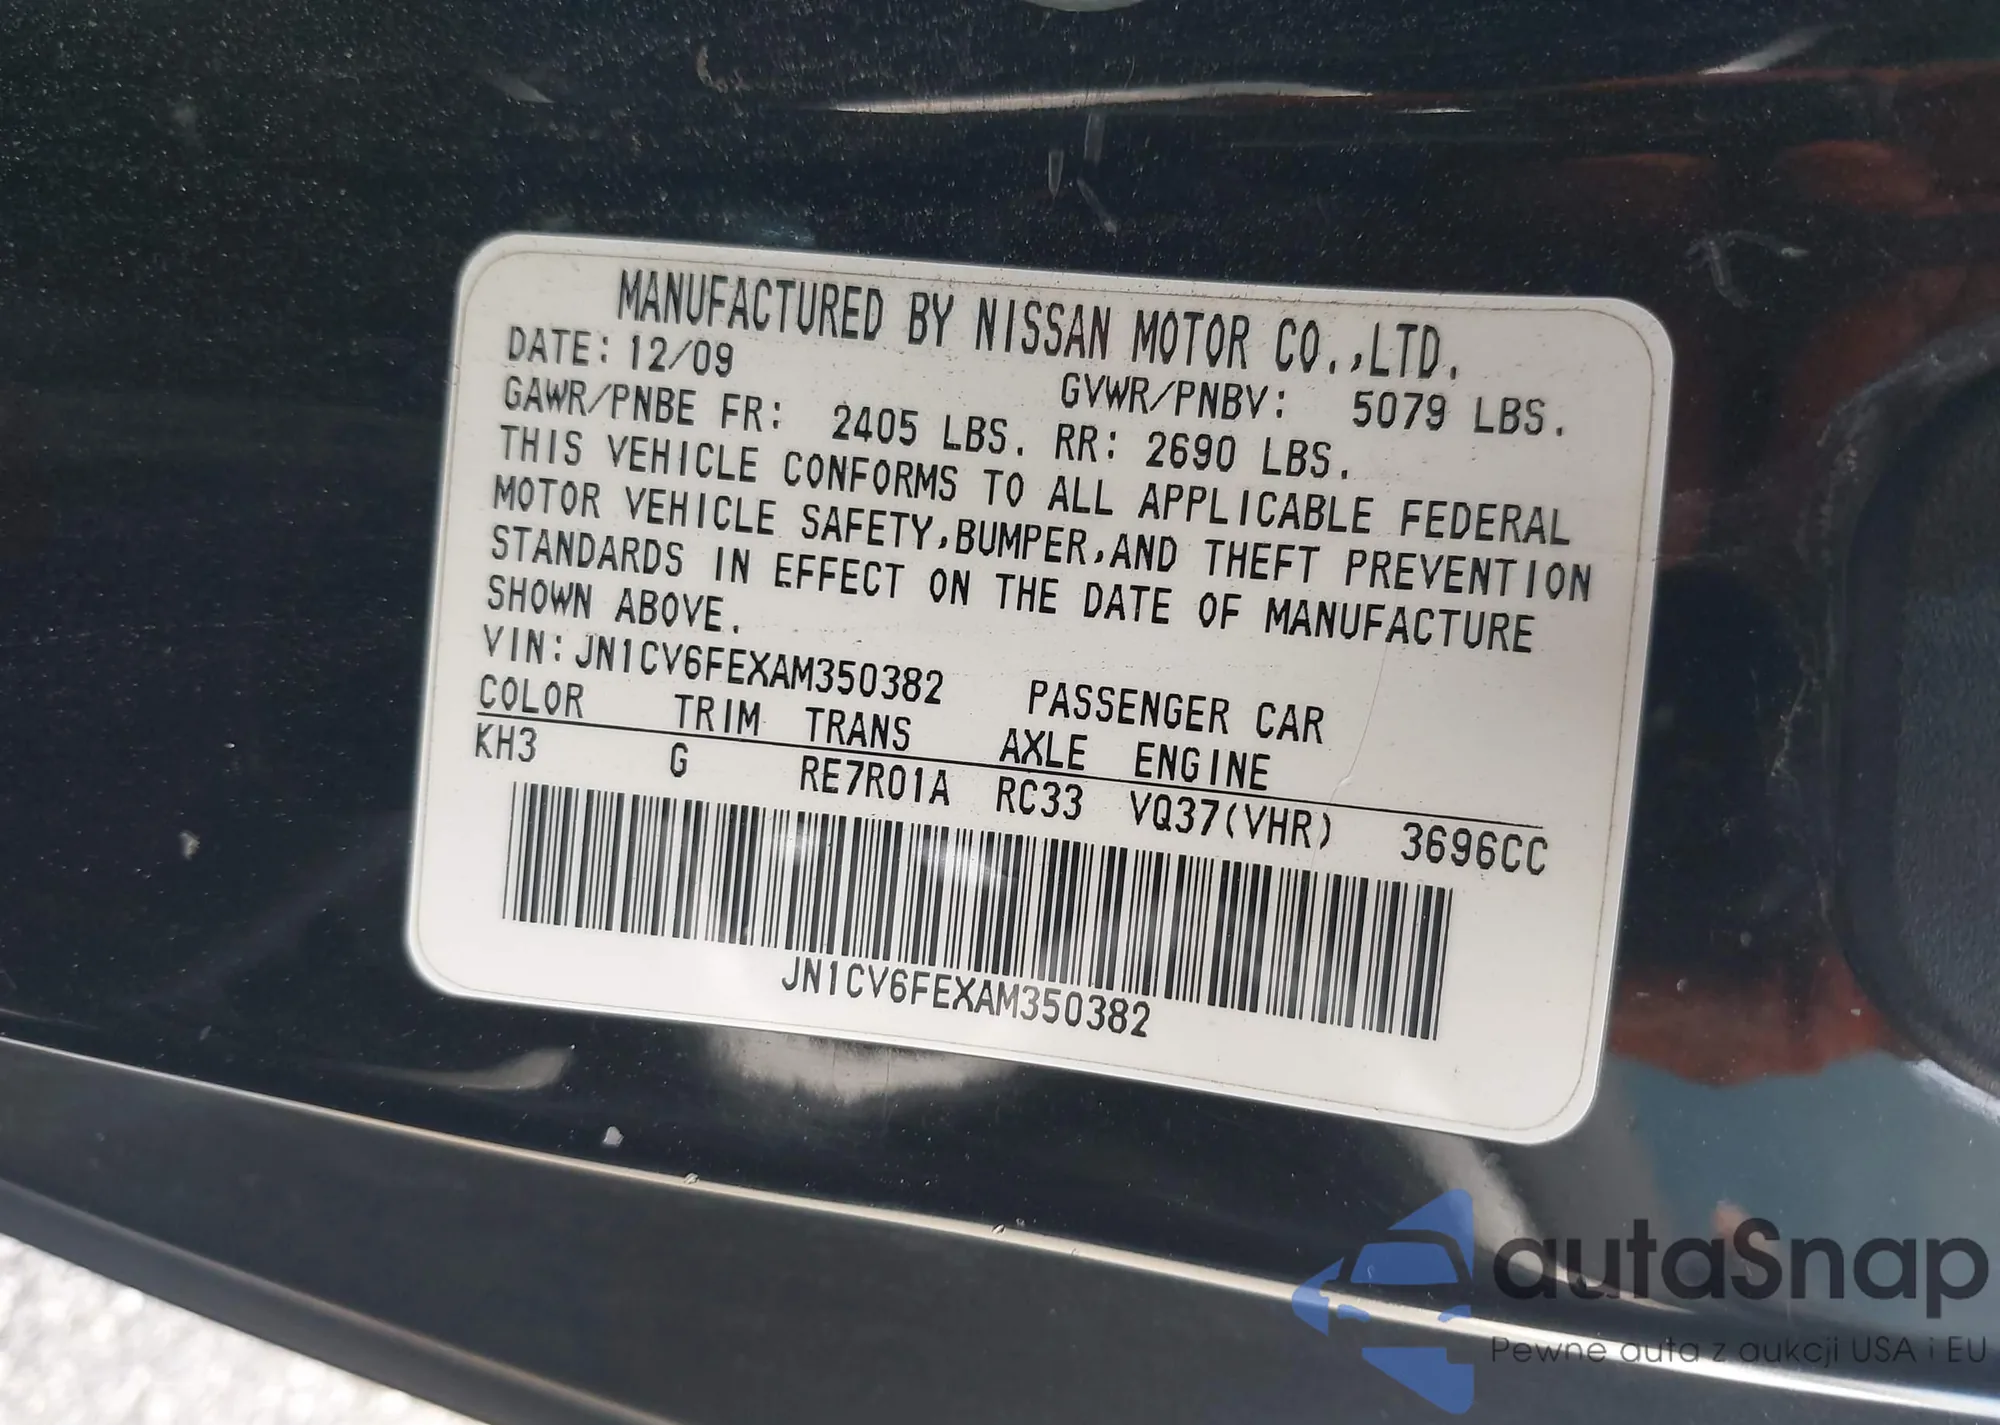 MANUFACTURED BY NISSAN MOTOR CO.,LTD.
DATE: 12/09 GVWR/PNBV: 5079 LBS.
GAWR/PNBE FR: 2405 LBS. RR: 2690 LBS.
THIS VEHICLE CONFORMS TO ALL APPLICABLE FEDERAL
MOTOR VEHICLE SAFETY,BUMPER,AND THEFT PREVENTION
STANDARDS IN EFFECT ON THE DATE OF MANUFACTURE
SHOWN ABOVE.
VIN:JN1CV6FEXAM350382 PASSENGER CAR
COLOR TRIM TRANS AXLE ENGINE
KH3 G RE7R01A RC33 VQ37(VHR) 3696CC
JN1CV6FEXAM350382
autaSnap
Pewne auta z aukcji USA i EU